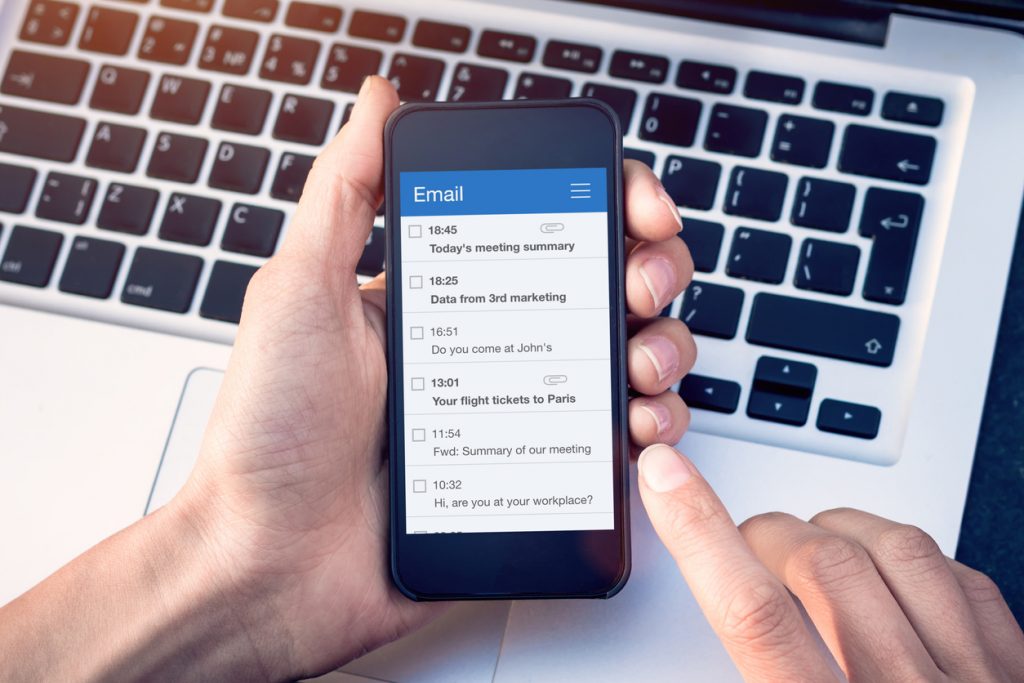 Q
W
E
R
P
A
S
D
F
Z
X
C
cmd
Email
18:45
Today's meeting summary
18:25
Data from 3rd marketing
16:51
Do you come at John's
13:01
Your flight tickets to Paris
11:54
Fwd: Summary of our meeting
10:32
Hi, are you at your workplace?